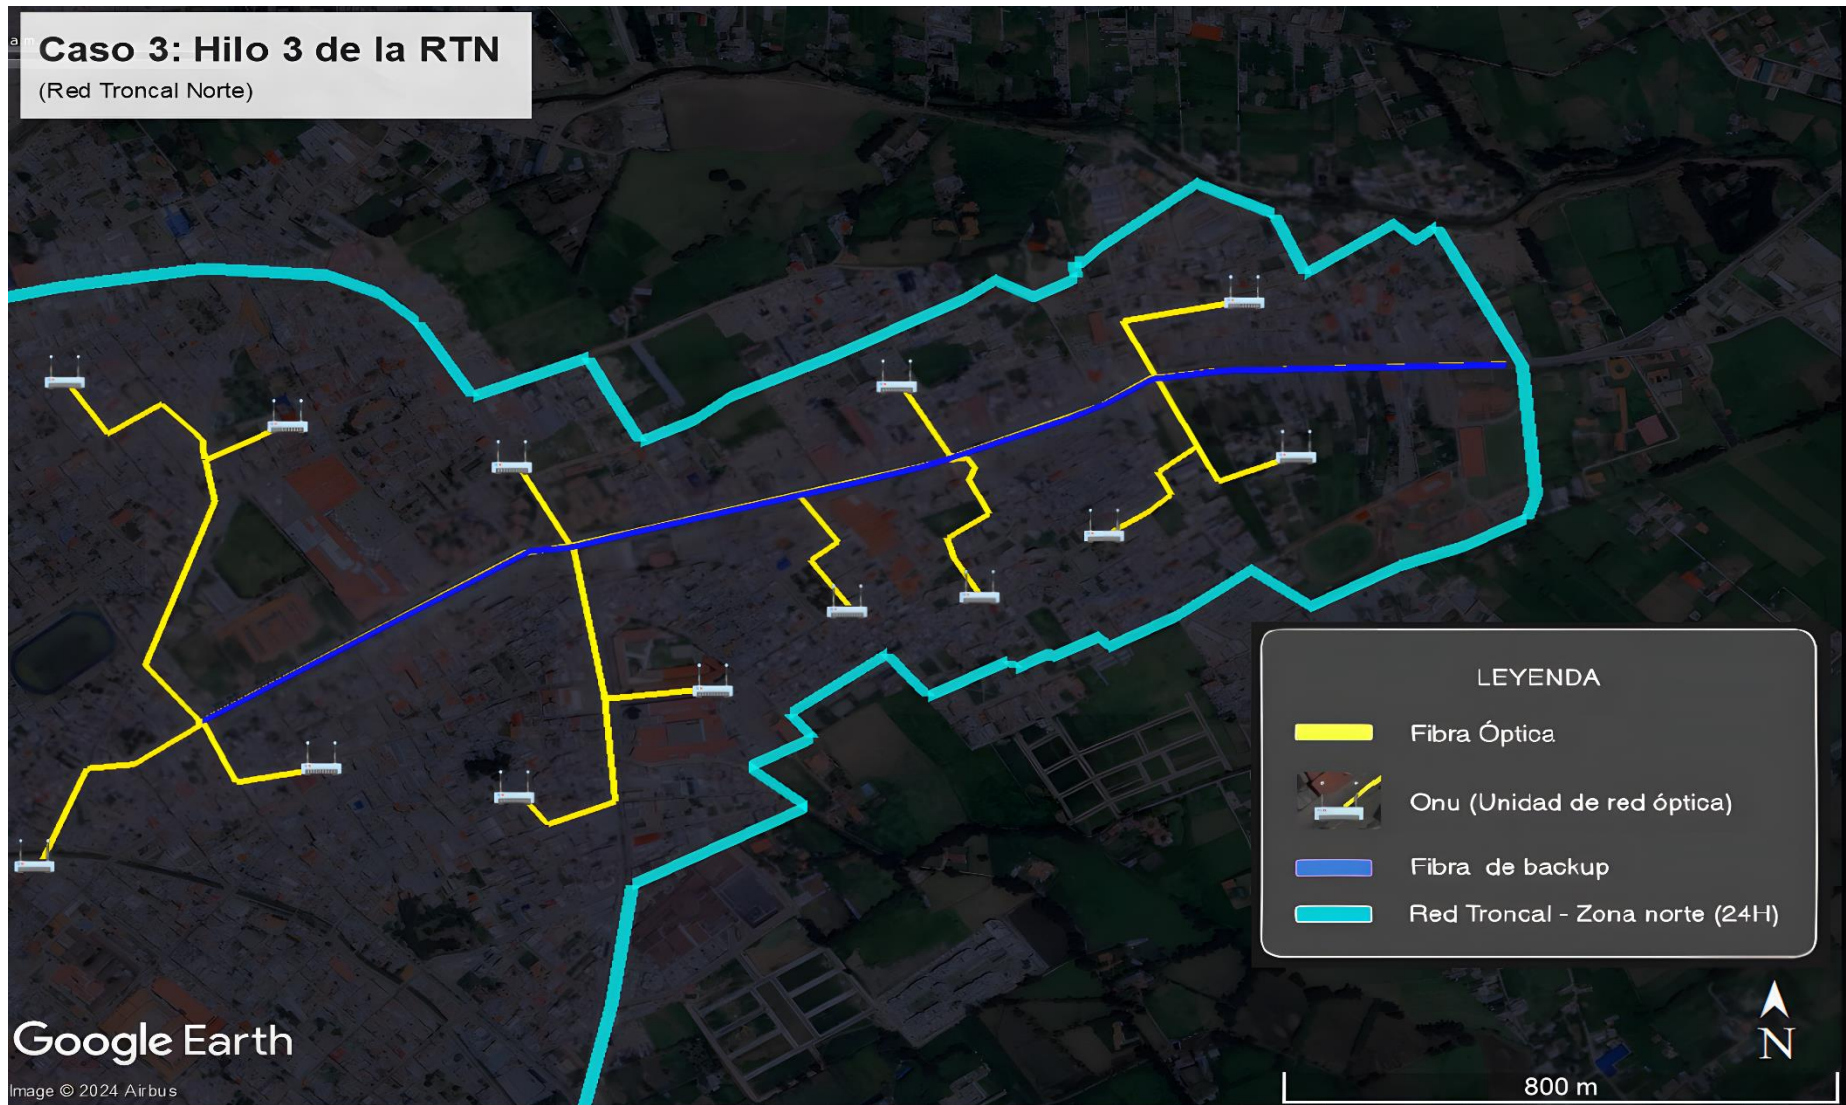 am
Caso 3: Hilo 3 de la RTN
(Red Troncal Norte)
LEYENDA
Fibra Óptica
Onu (Unidad de red óptica)
Fibra de backup
Red Troncal - Zona norte (24H)
N
Google Earth
Image © 2024 Airbus
800 m